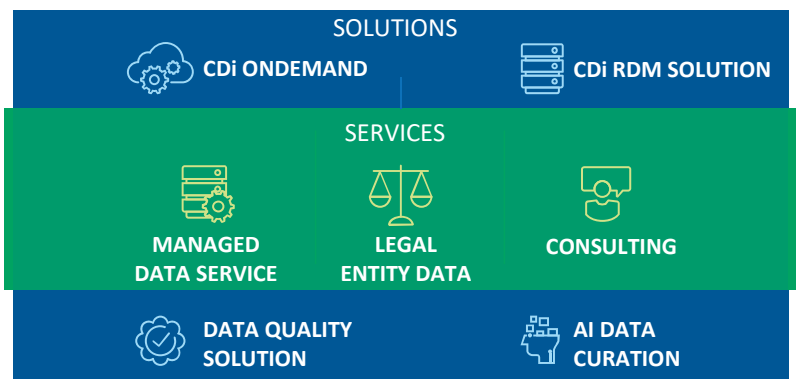 SOLUTIONS
CDi ONDEMAND
CDi RDM SOLUTION
SERVICES
MANAGED
DATA SERVICE
LEGAL
ENTITY DATA
CONSULTING
DATA QUALITY
SOLUTION
AI DATA
CURATION